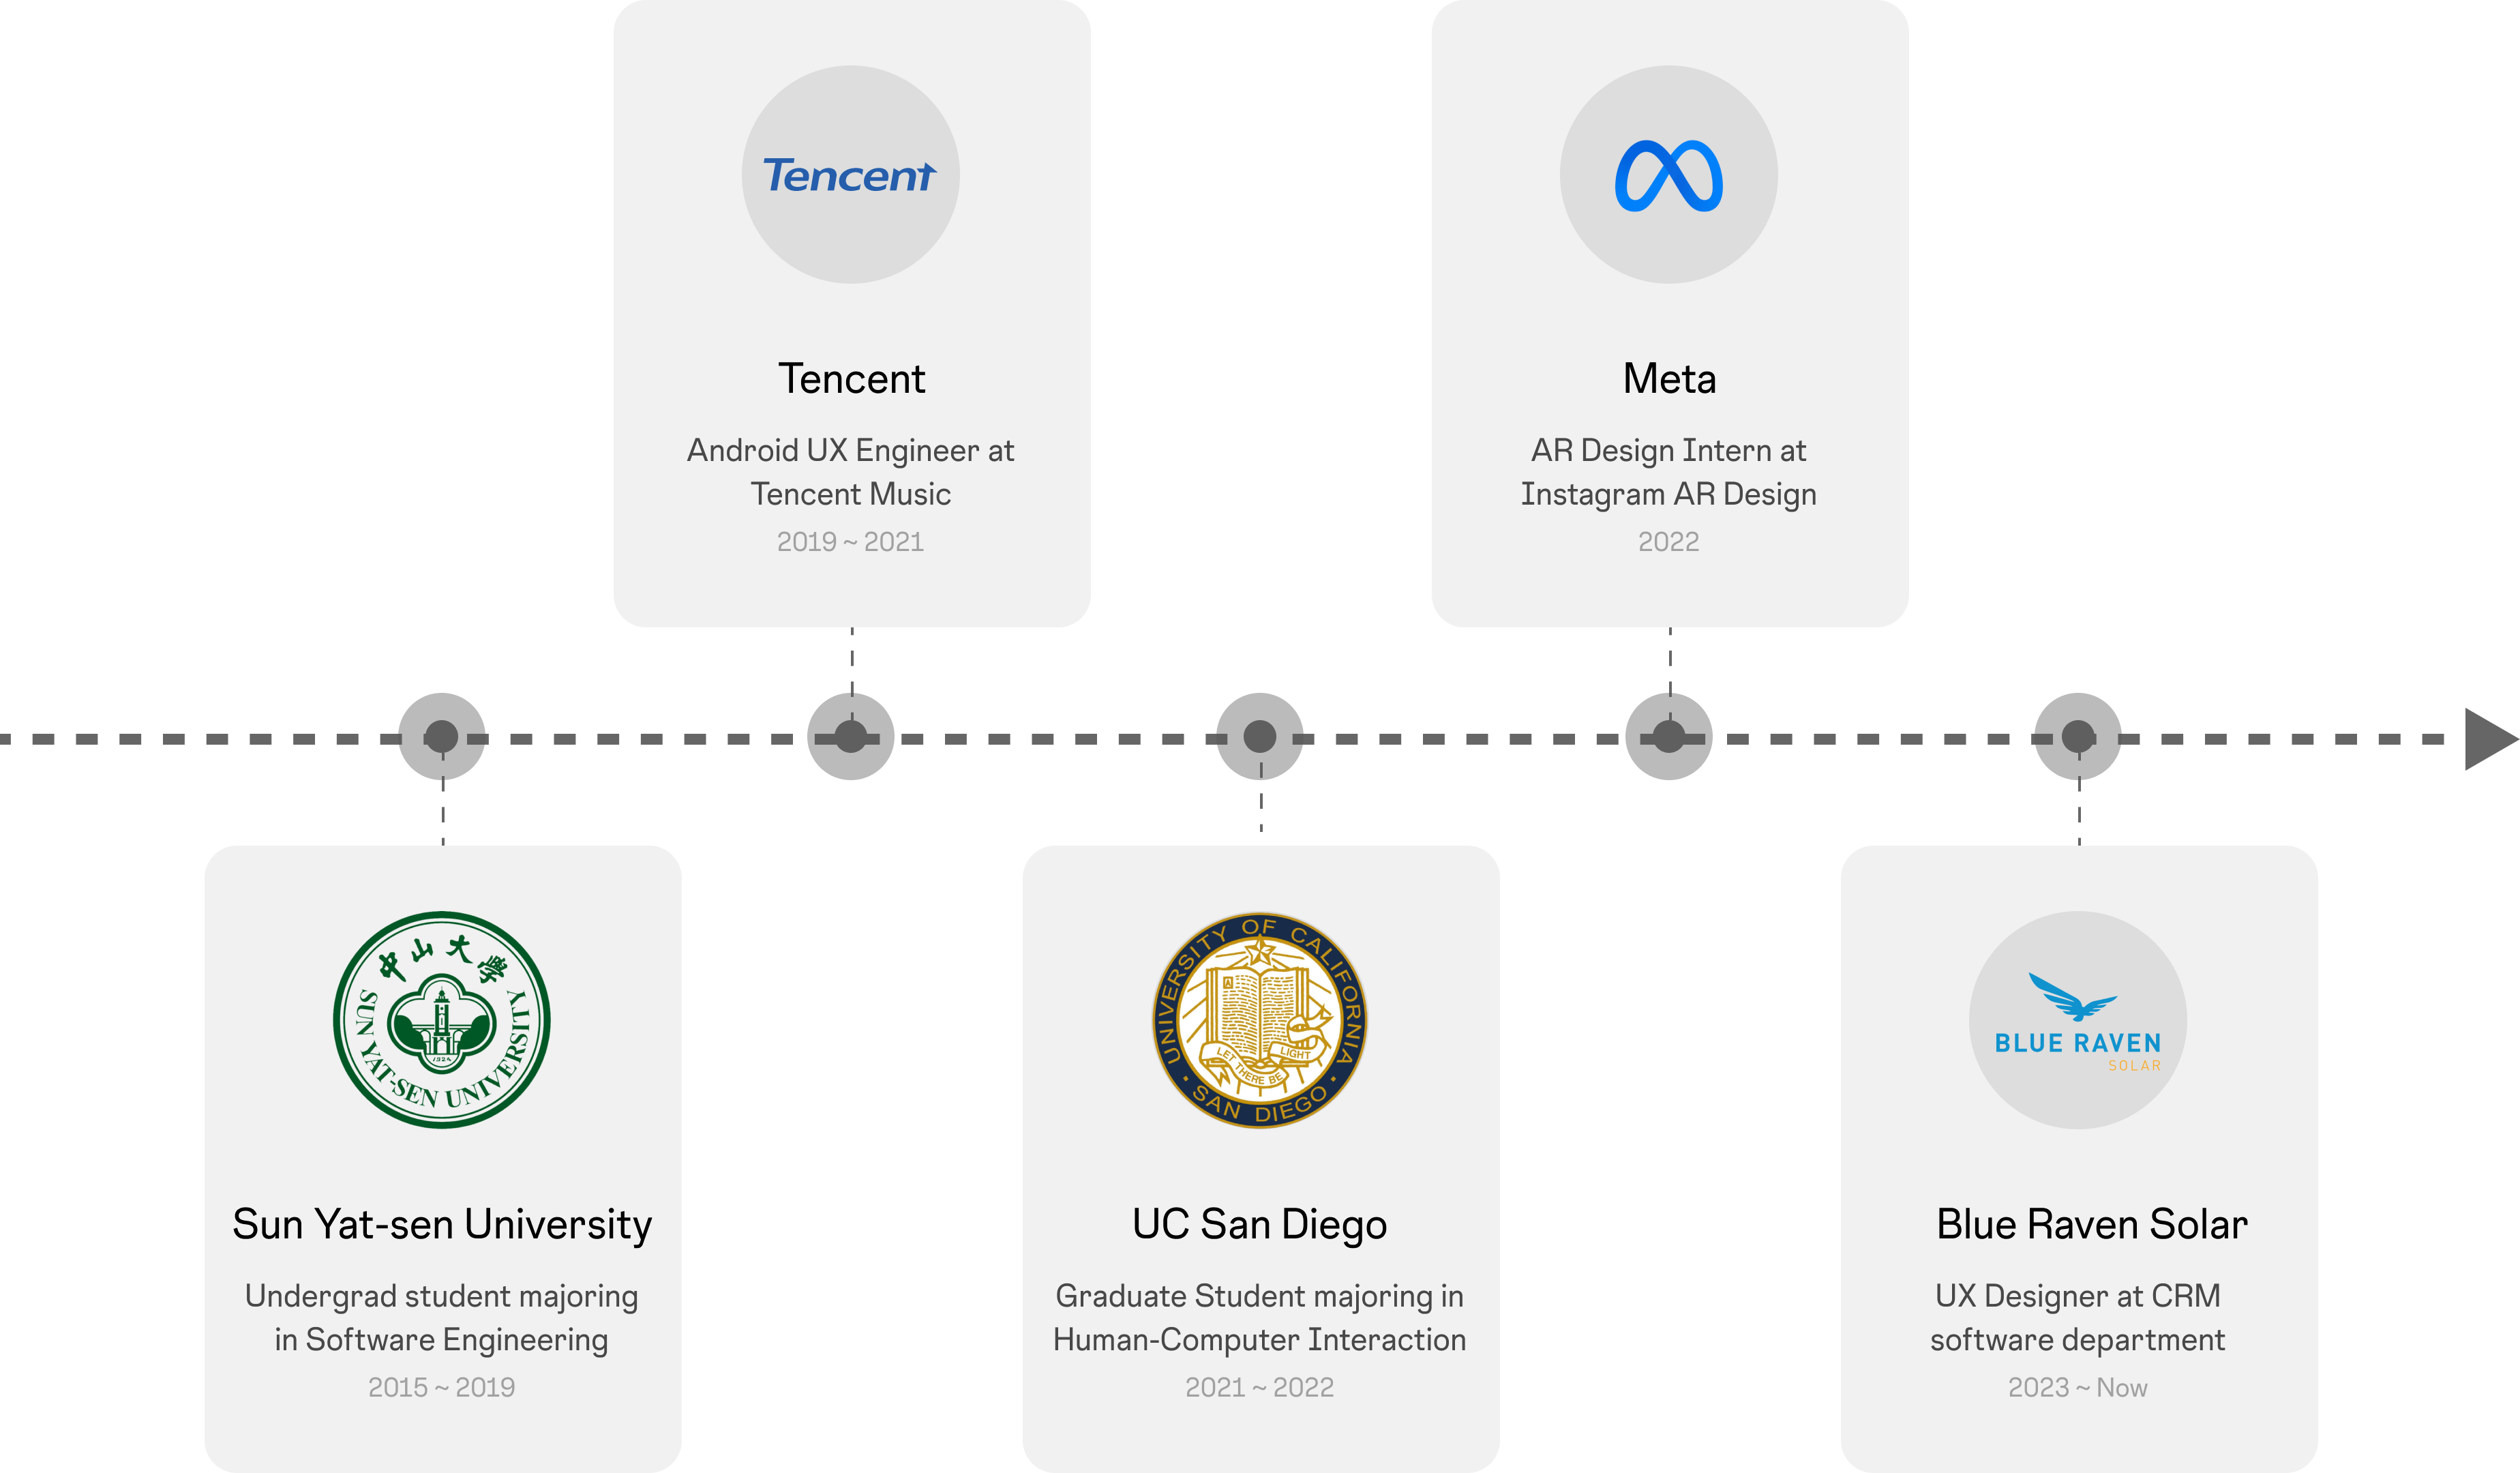 Tencent
Tencent
Android UX Engineer at
Tencent Music
2019 ~ 2021
Meta
AR Design Intern at
Instagram AR Design
2022
中山大學
SUN YAT-SEN UNIVERSITY
1924
Sun Yat-sen University
Undergrad student majoring
in Software Engineering
2015 ~ 2019
UNIVERSITY OF CALIFORNIA
· SAN DIEGO ·
A
LET THERE BE LIGHT
UC San Diego
Graduate Student majoring in
Human-Computer Interaction
2021 ~ 2022
BLUE RAVEN
SOLAR
Blue Raven Solar
UX Designer at CRM
software department
2023 ~ Now